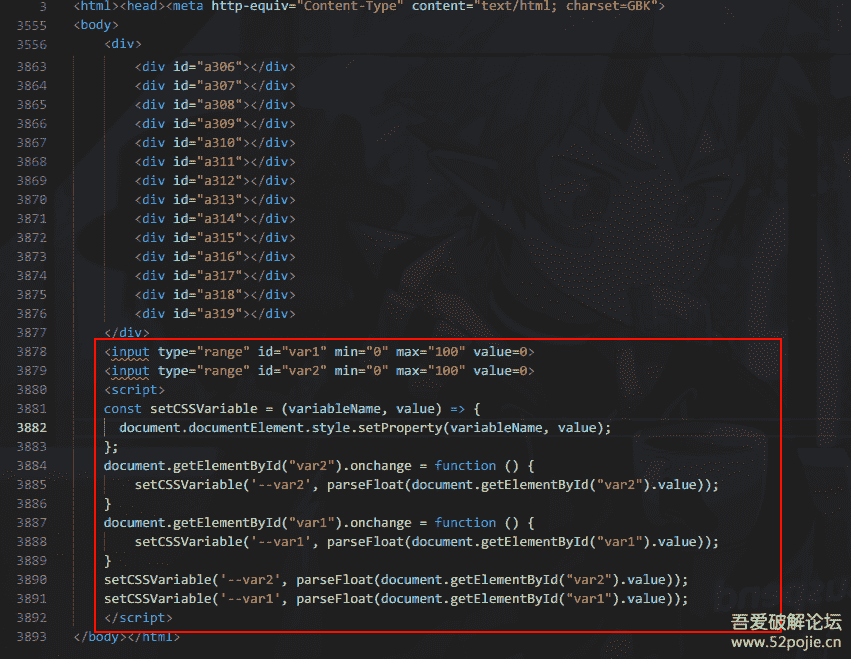 3 <html><head><meta http-equiv="Content-Type" content="text/html; charset=GBK">
3555 <body>
3556 <div>
3863 <div id="a306"></div>
3864 <div id="a307"></div>
3865 <div id="a308"></div>
3866 <div id="a309"></div>
3867 <div id="a310"></div>
3868 <div id="a311"></div>
3869 <div id="a312"></div>
3870 <div id="a313"></div>
3871 <div id="a314"></div>
3872 <div id="a315"></div>
3873 <div id="a316"></div>
3874 <div id="a317"></div>
3875 <div id="a318"></div>
3876 <div id="a319"></div>
3877 </div>
3878 <input type="range" id="var1" min="0" max="100" value=0>
3879 <input type="range" id="var2" min="0" max="100" value=0>
3880 <script>
3881 const setCSSVariable = (variableName, value) => {
3882 document.documentElement.style.setProperty(variableName, value);
3883 };
3884 document.getElementById("var2").onchange = function () {
3885 setCSSVariable('--var2', parseFloat(document.getElementById("var2").value));
3886 }
3887 document.getElementById("var1").onchange = function () {
3888 setCSSVariable('--var1', parseFloat(document.getElementById("var1").value));
3889 }
3890 setCSSVariable('--var2', parseFloat(document.getElementById("var2").value));
3891 setCSSVariable('--var1', parseFloat(document.getElementById("var1").value));
3892 </script>
3893 </body></html>
吾爱破解论坛
www.52pojie.cn